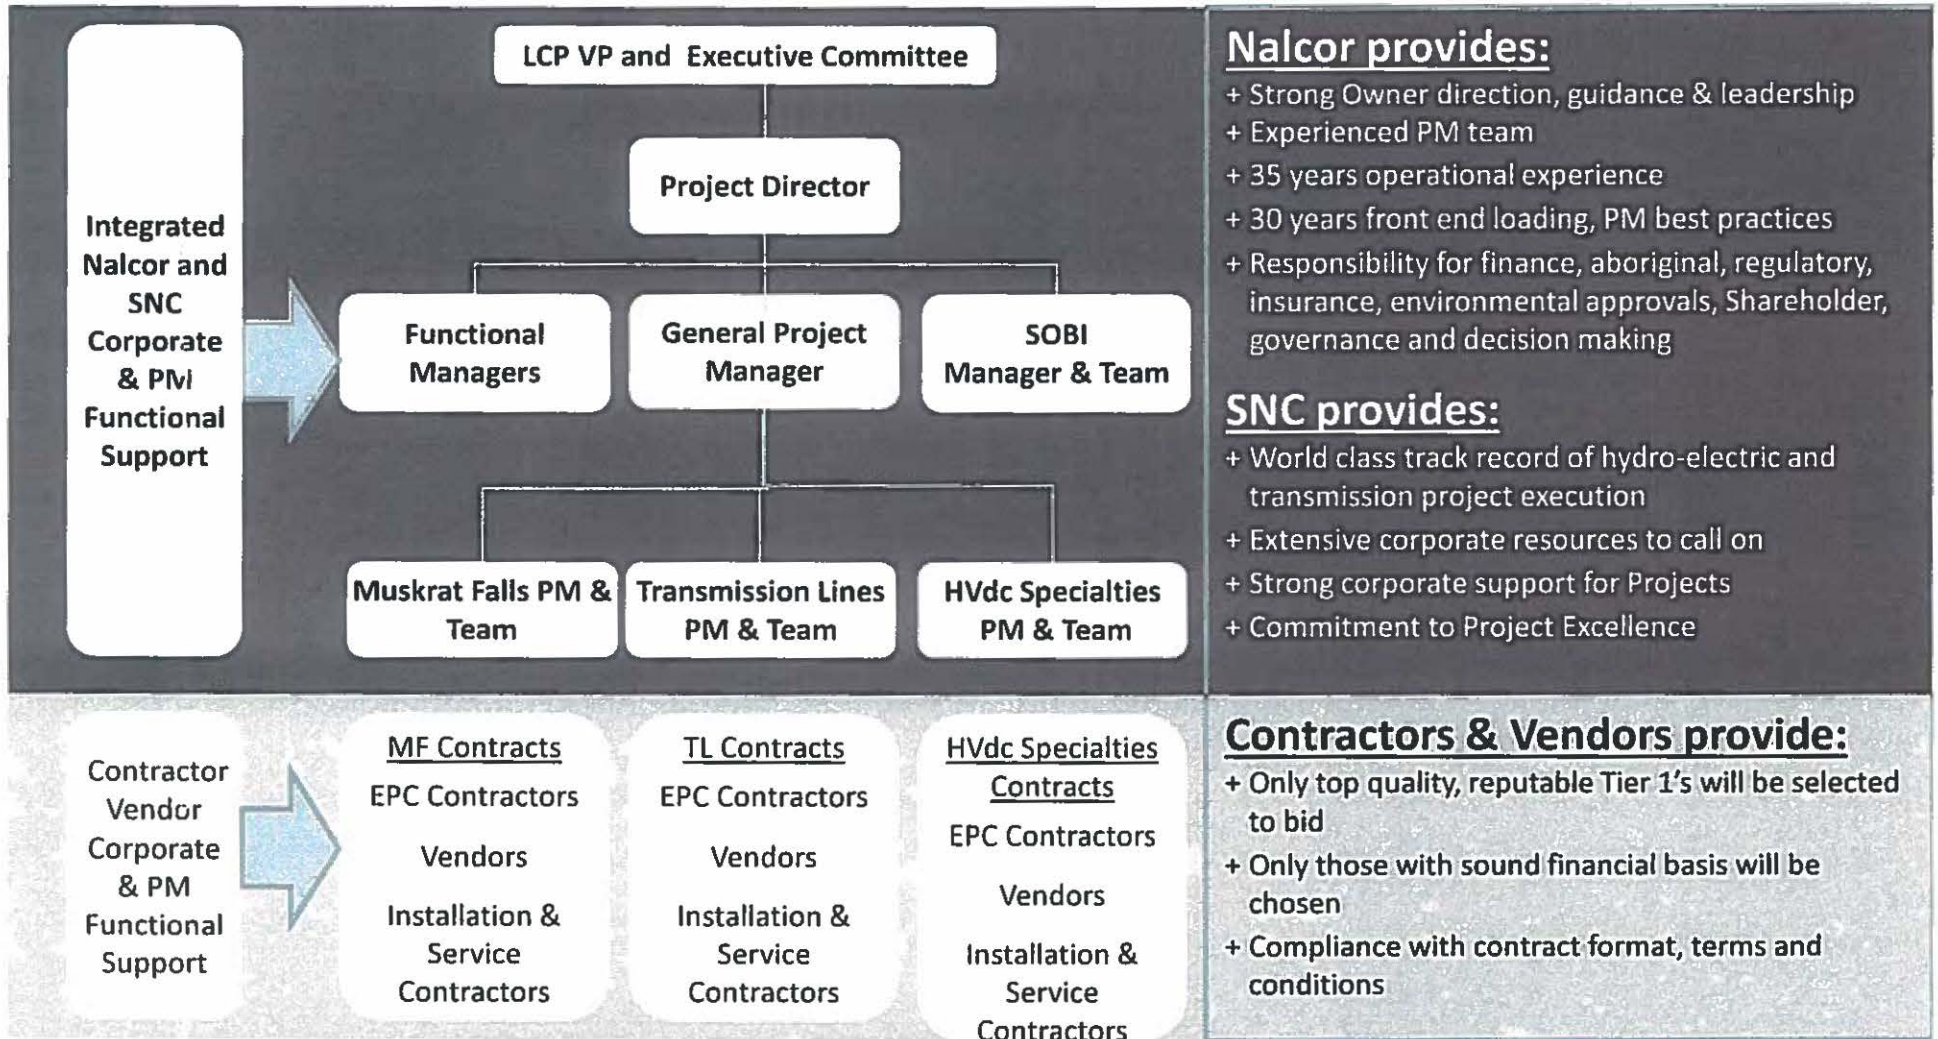 Integrated
Nalcor and
SNC
Corporate
& PM
Functional
Support
LCP VP and Executive Committee
Project Director
Functional
Managers
General Project
Manager
SOBI
Manager & Team
Muskrat Falls PM &
Team
Transmission Lines
PM & Team
HVdc Specialties
PM & Team
Nalcor provides:
+ Strong Owner direction, guidance & leadership
+ Experienced PM team
+ 35 years operational experience
+ 30 years front end loading, PM best practices
+ Responsibility for finance, aboriginal, regulatory,
insurance, environmental approvals, Shareholder,
governance and decision making
SNC provides:
+ World class track record of hydro-electric and
transmission project execution
+ Extensive corporate resources to call on
+ Strong corporate support for Projects
+ Commitment to Project Excellence
Contractor
Vendor
Corporate
& PM
Functional
Support
MF Contracts
EPC Contractors
Vendors
Installation &
Service
Contractors
TL Contracts
EPC Contractors
Vendors
Installation &
Service
Contractors
HVdc Specialties
Contracts
EPC Contractors
Vendors
Installation &
Service
Contractors
Contractors & Vendors provide:
+ Only top quality, reputable Tier 1's will be selected
to bid
+ Only those with sound financial basis will be
chosen
+ Compliance with contract format, terms and
conditions